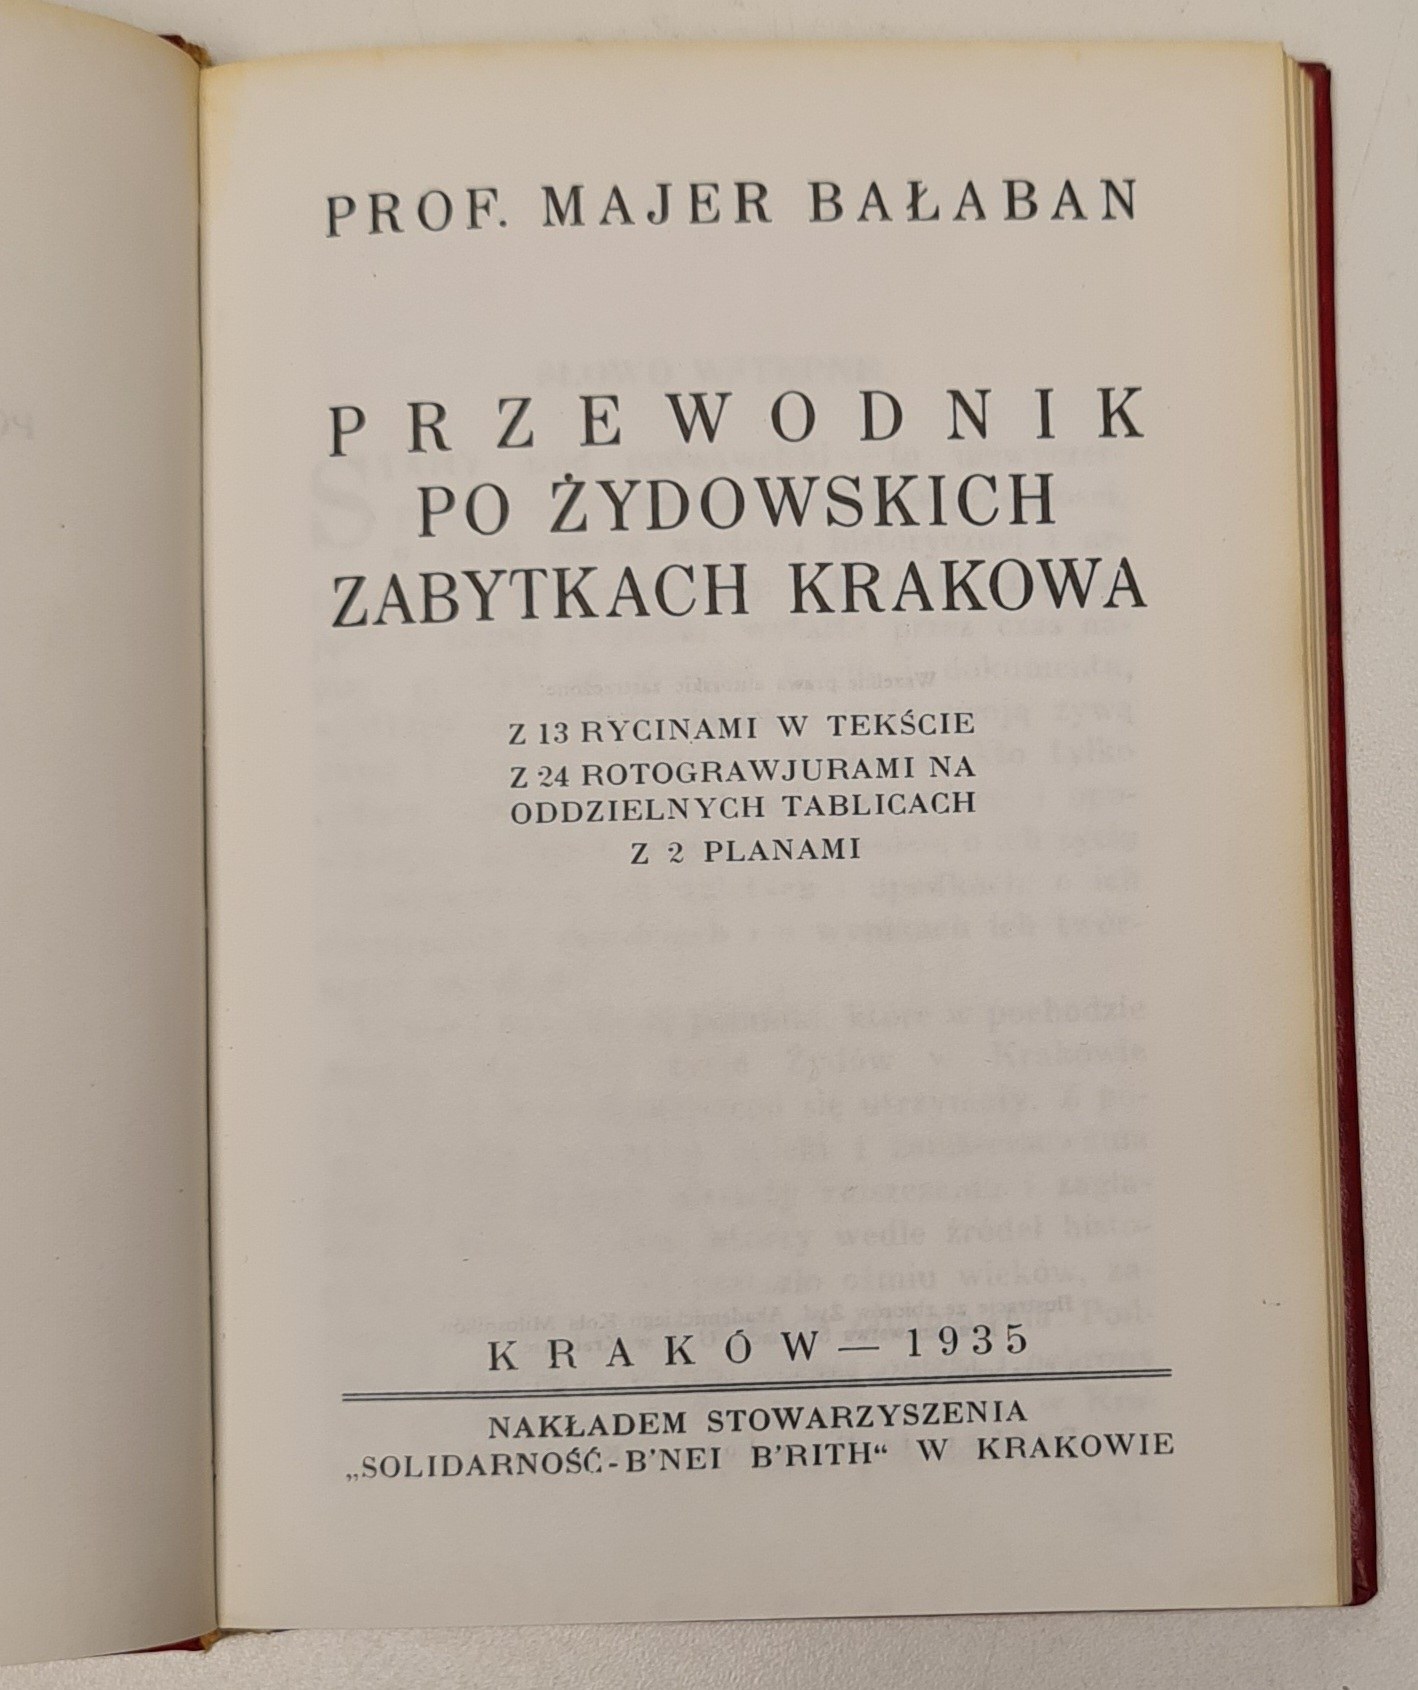 PROF. MAJER BAŁABAN
PRZEWODNIK
PO ŻYDOWSKICH
ZABYTKACH KRAKOWA
Z 13 RYCINAMI W TEKŚCIE
Z 24 ROTOGRAWJURAMI NA
ODDZIELNYCH TABLICACH
Z 2 PLANAMI
KRAKÓW — 1935
NAKŁADEM STOWARZYSZENIA
„SOLIDARNOŚĆ-B'NEI B'RITH“ W KRAKOWIE